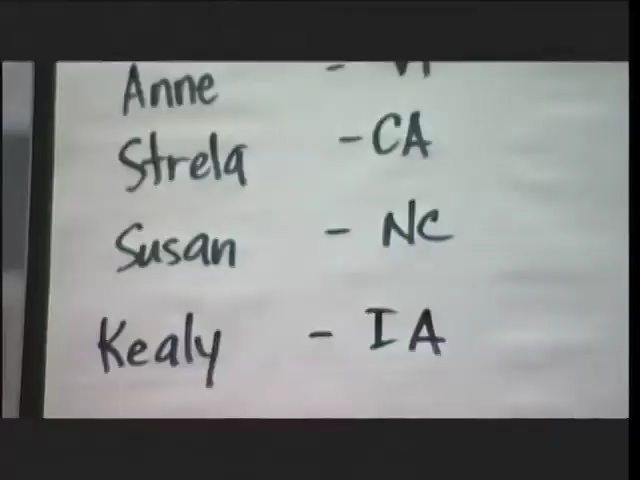 Anne -
Strela - CA
Susan - NC
Kealy - IA